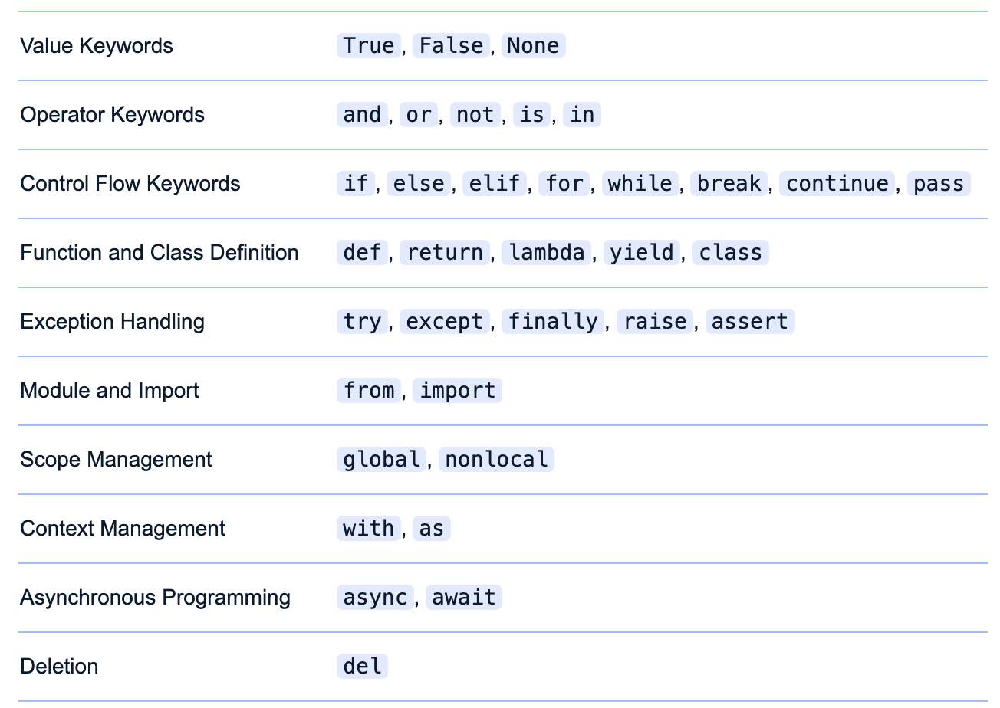 Value Keywords True, False, None
Operator Keywords and, or, not, is, in
Control Flow Keywords if, else, elif, for, while, break, continue, pass
Function and Class Definition def, return, lambda, yield, class
Exception Handling try, except, finally, raise, assert
Module and Import from, import
Scope Management global, nonlocal
Context Management with, as
Asynchronous Programming async, await
Deletion del